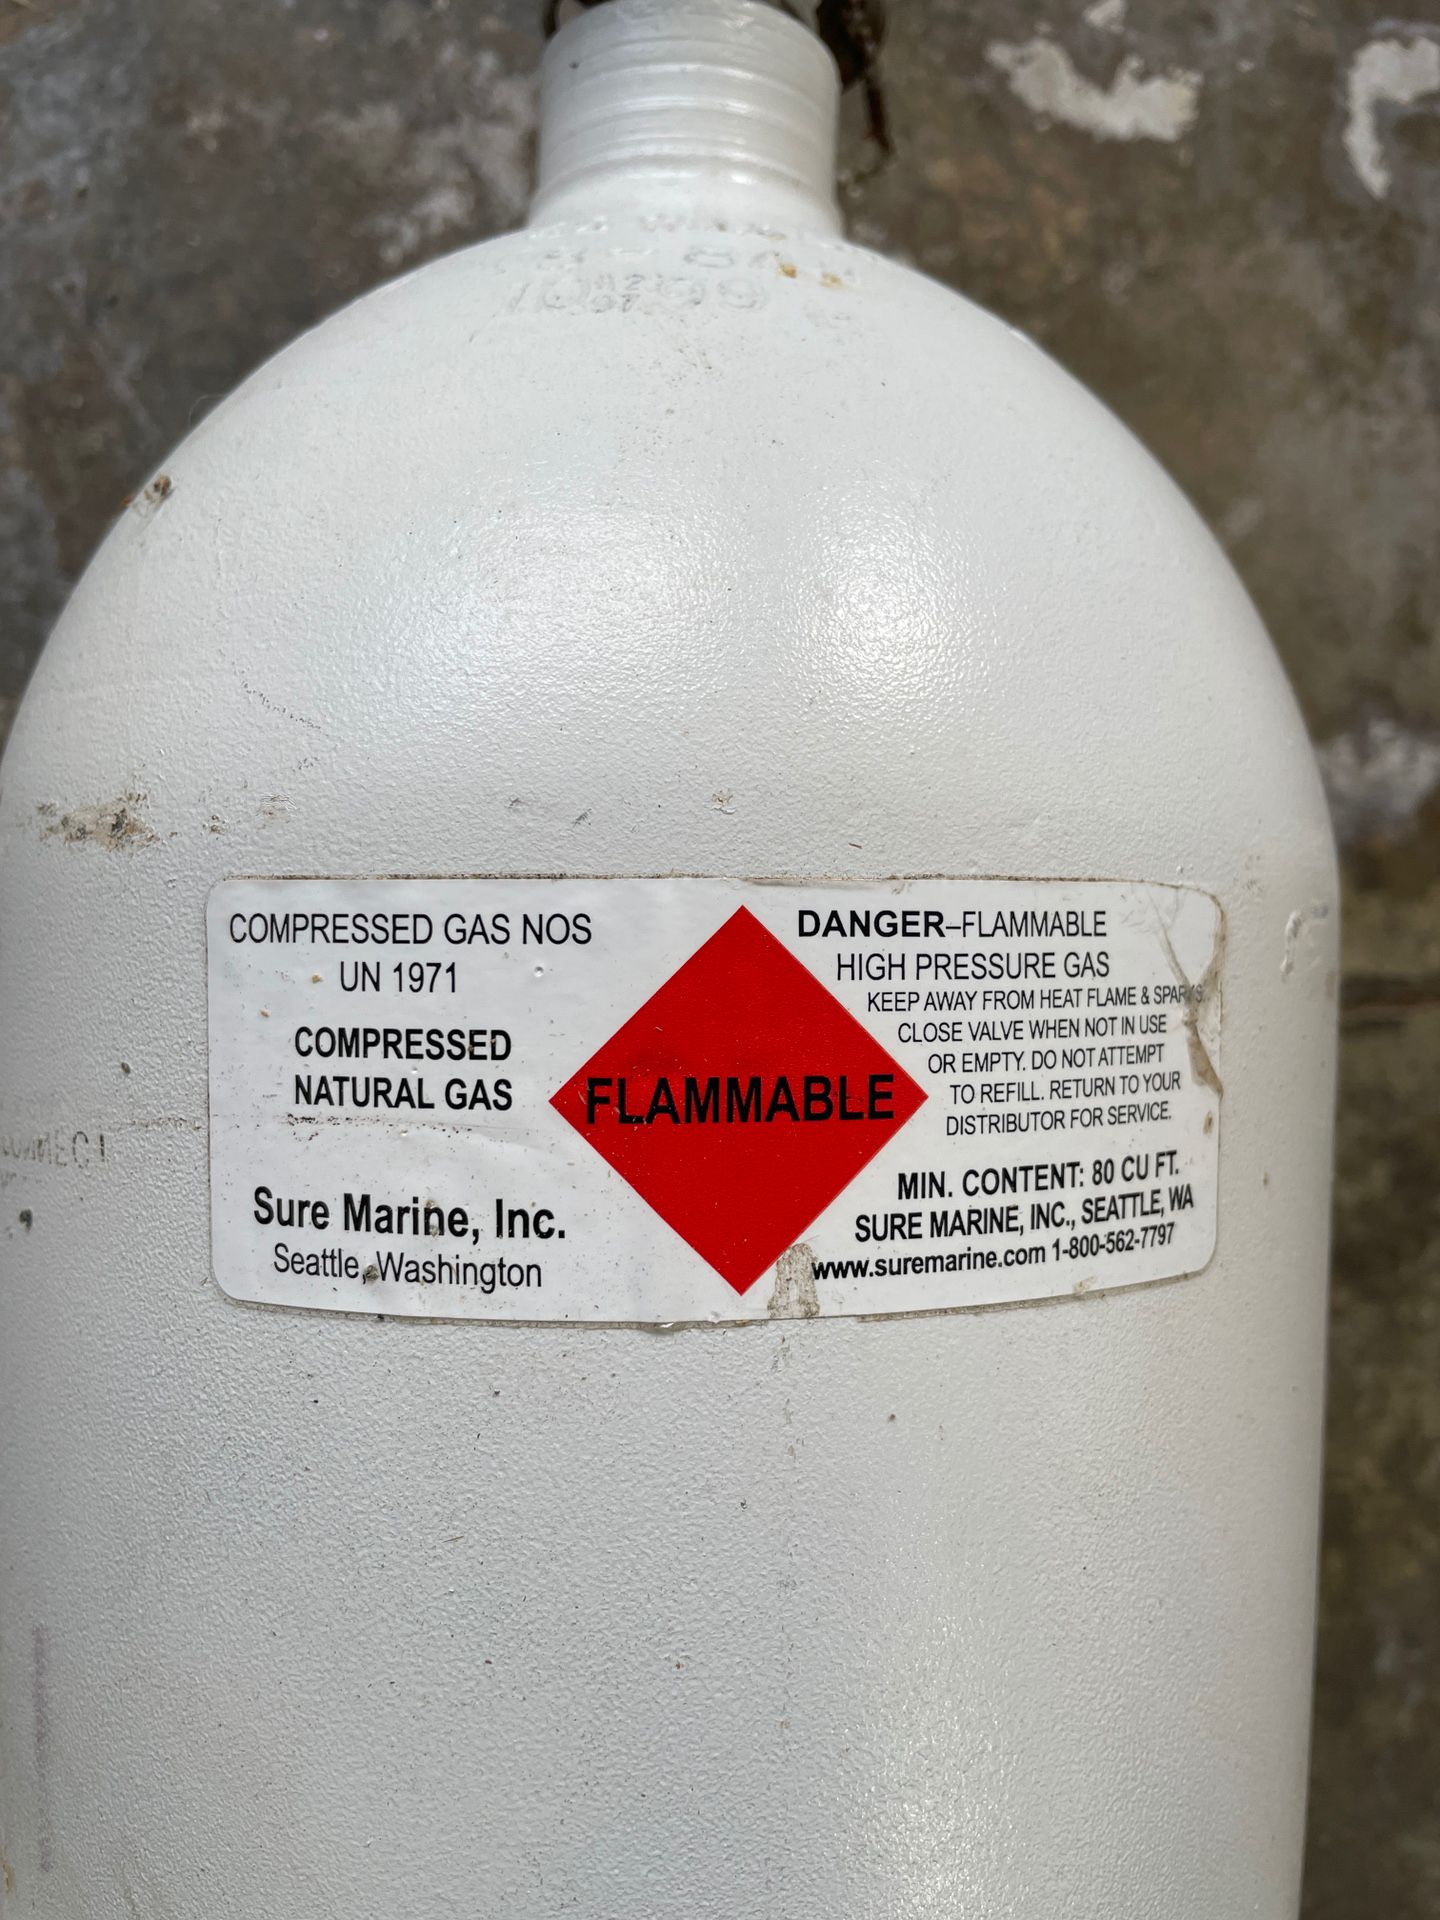 COMPRESSED GAS NOS
UN 1971
COMPRESSED
NATURAL GAS
Sure Marine, Inc.
Seattle, Washington
FLAMMABLE
DANGER–FLAMMABLE
HIGH PRESSURE GAS
KEEP AWAY FROM HEAT FLAME & SPARKS.
CLOSE VALVE WHEN NOT IN USE
OR EMPTY. DO NOT ATTEMPT
TO REFILL. RETURN TO YOUR
DISTRIBUTOR FOR SERVICE.
MIN. CONTENT: 80 CU FT.
SURE MARINE, INC., SEATTLE, WA
www.suremarine.com 1-800-562-7797